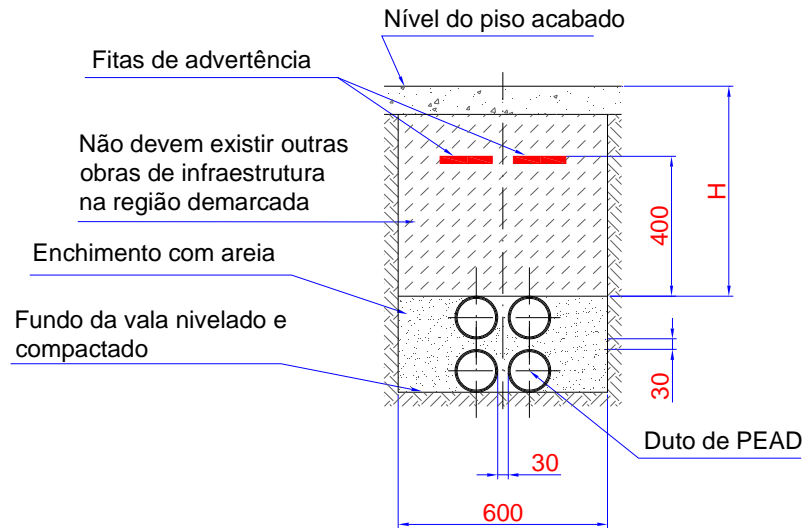 Nível do piso acabado
Fitas de advertência
Não devem existir outras
obras de infraestrutura
na região demarcada
H
400
Enchimento com areia
Fundo da vala nivelado e
compactado
30
Duto de PEAD
30
600